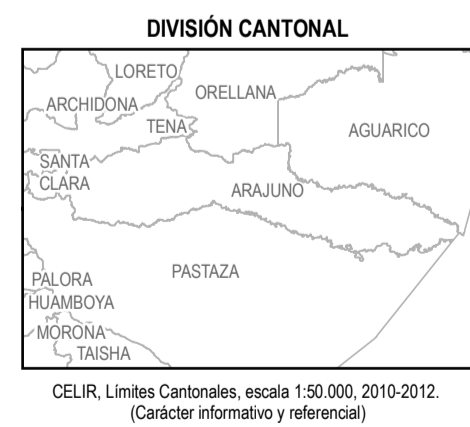 DIVISIÓN CANTONAL
LORETO
ORELLANA
ARCHIDONA
TENA
AGUARICO
SANTA
CLARA
ARAJUNO
PASTAZA
PALORA
HUAMBOYA
MORONA
TAISHA
CELIR, Límites Cantonales, escala 1:50.000, 2010-2012.
(Carácter informativo y referencial)